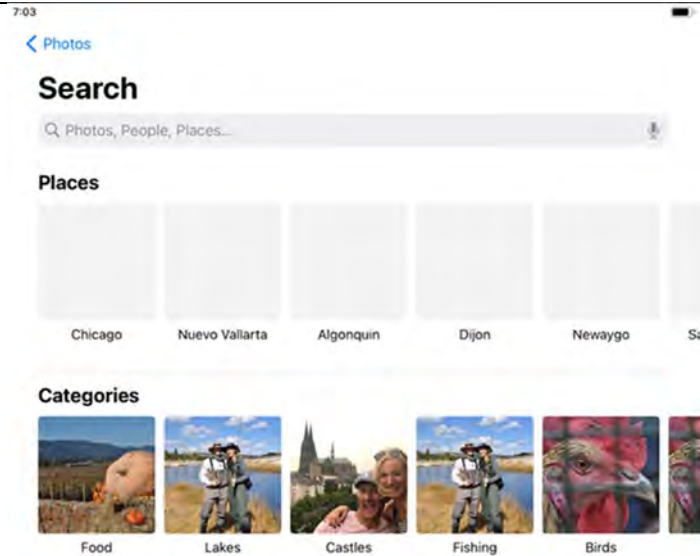 7:03
Photos
Search
Photos, People, Places...
Places
Chicago Nuevo Vallarta Algonquin Dijon Newaygo
Categories
Food Lakes Castles Fishing Birds